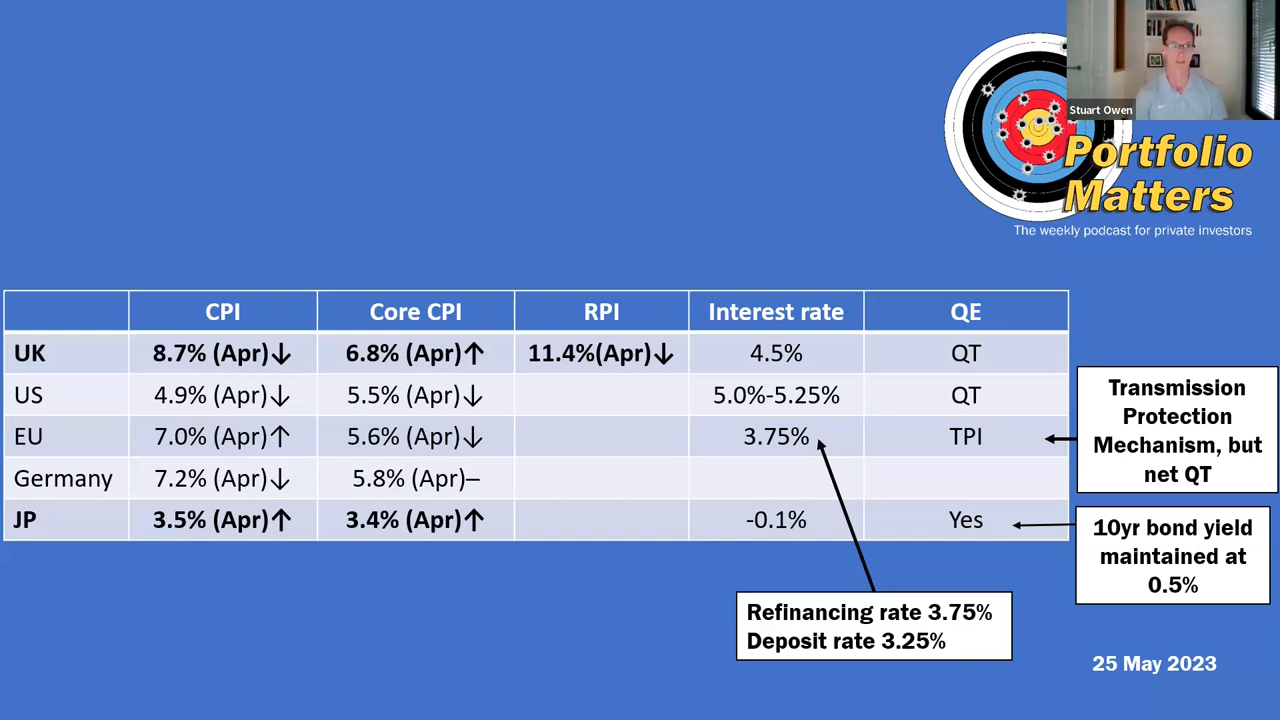 Stuart Owen
Portfolio
Matters
The weekly podcast for private investors
CPI Core CPI RPI Interest rate QE
UK 8.7% (Apr)↓ 6.8% (Apr)↑ 11.4%(Apr)↓ 4.5% QT
US 4.9% (Apr)↓ 5.5% (Apr)↓ 5.0%-5.25% QT
EU 7.0% (Apr)↑ 5.6% (Apr)↓ 3.75% TPI
Germany 7.2% (Apr)↓ 5.8% (Apr)–
JP 3.5% (Apr)↑ 3.4% (Apr)↑ -0.1% Yes
Transmission
Protection
Mechanism, but
net QT
10yr bond yield
maintained at
0.5%
Refinancing rate 3.75%
Deposit rate 3.25%
25 May 2023